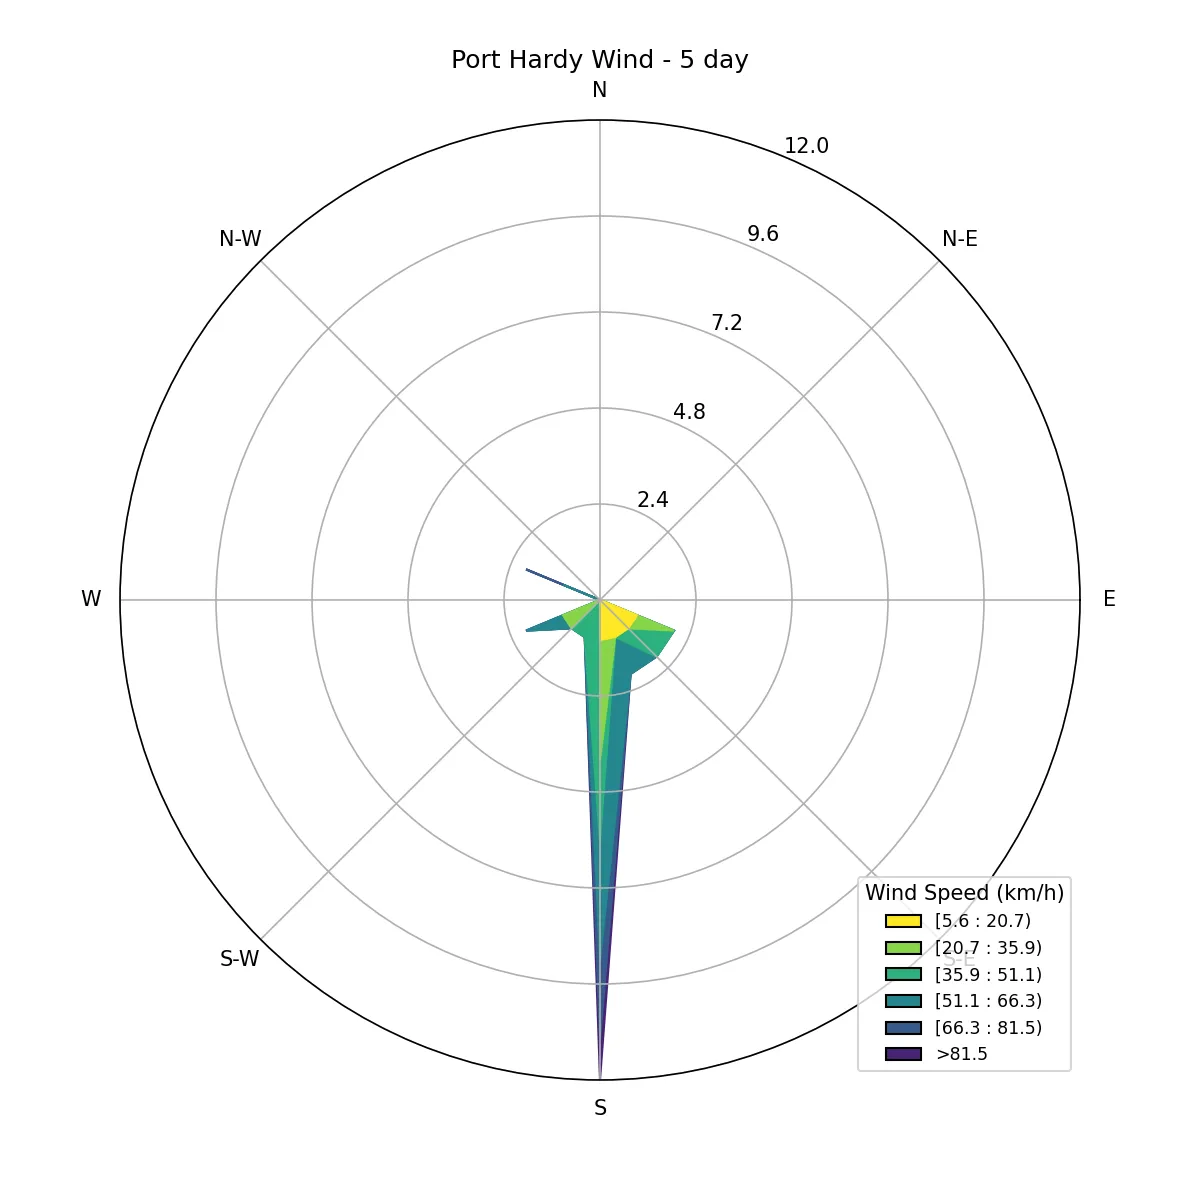 Port Hardy Wind - 5 day
N
12.0
N-W
9.6
N-E
7.2
4.8
2.4
W
E
Wind Speed (km/h)
[5.6 : 20.7)
[20.7 : 35.9)
S-W
S-E
[35.9 : 51.1)
[51.1 : 66.3)
[66.3 : 81.5)
>81.5
S